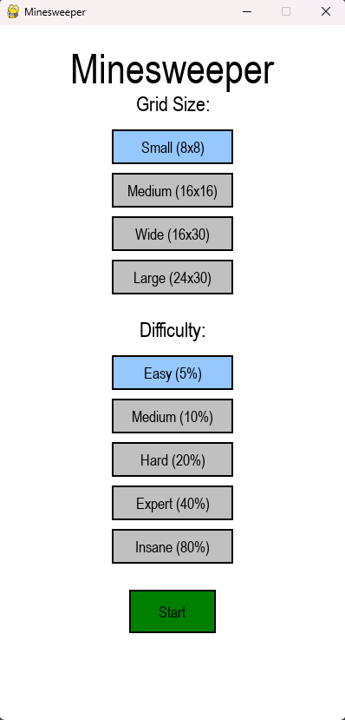 Minesweeper
Minesweeper
Grid Size:
Small (8x8)
Medium (16x16)
Wide (16x30)
Large (24x30)
Difficulty:
Easy (5%)
Medium (10%)
Hard (20%)
Expert (40%)
Insane (80%)
Start